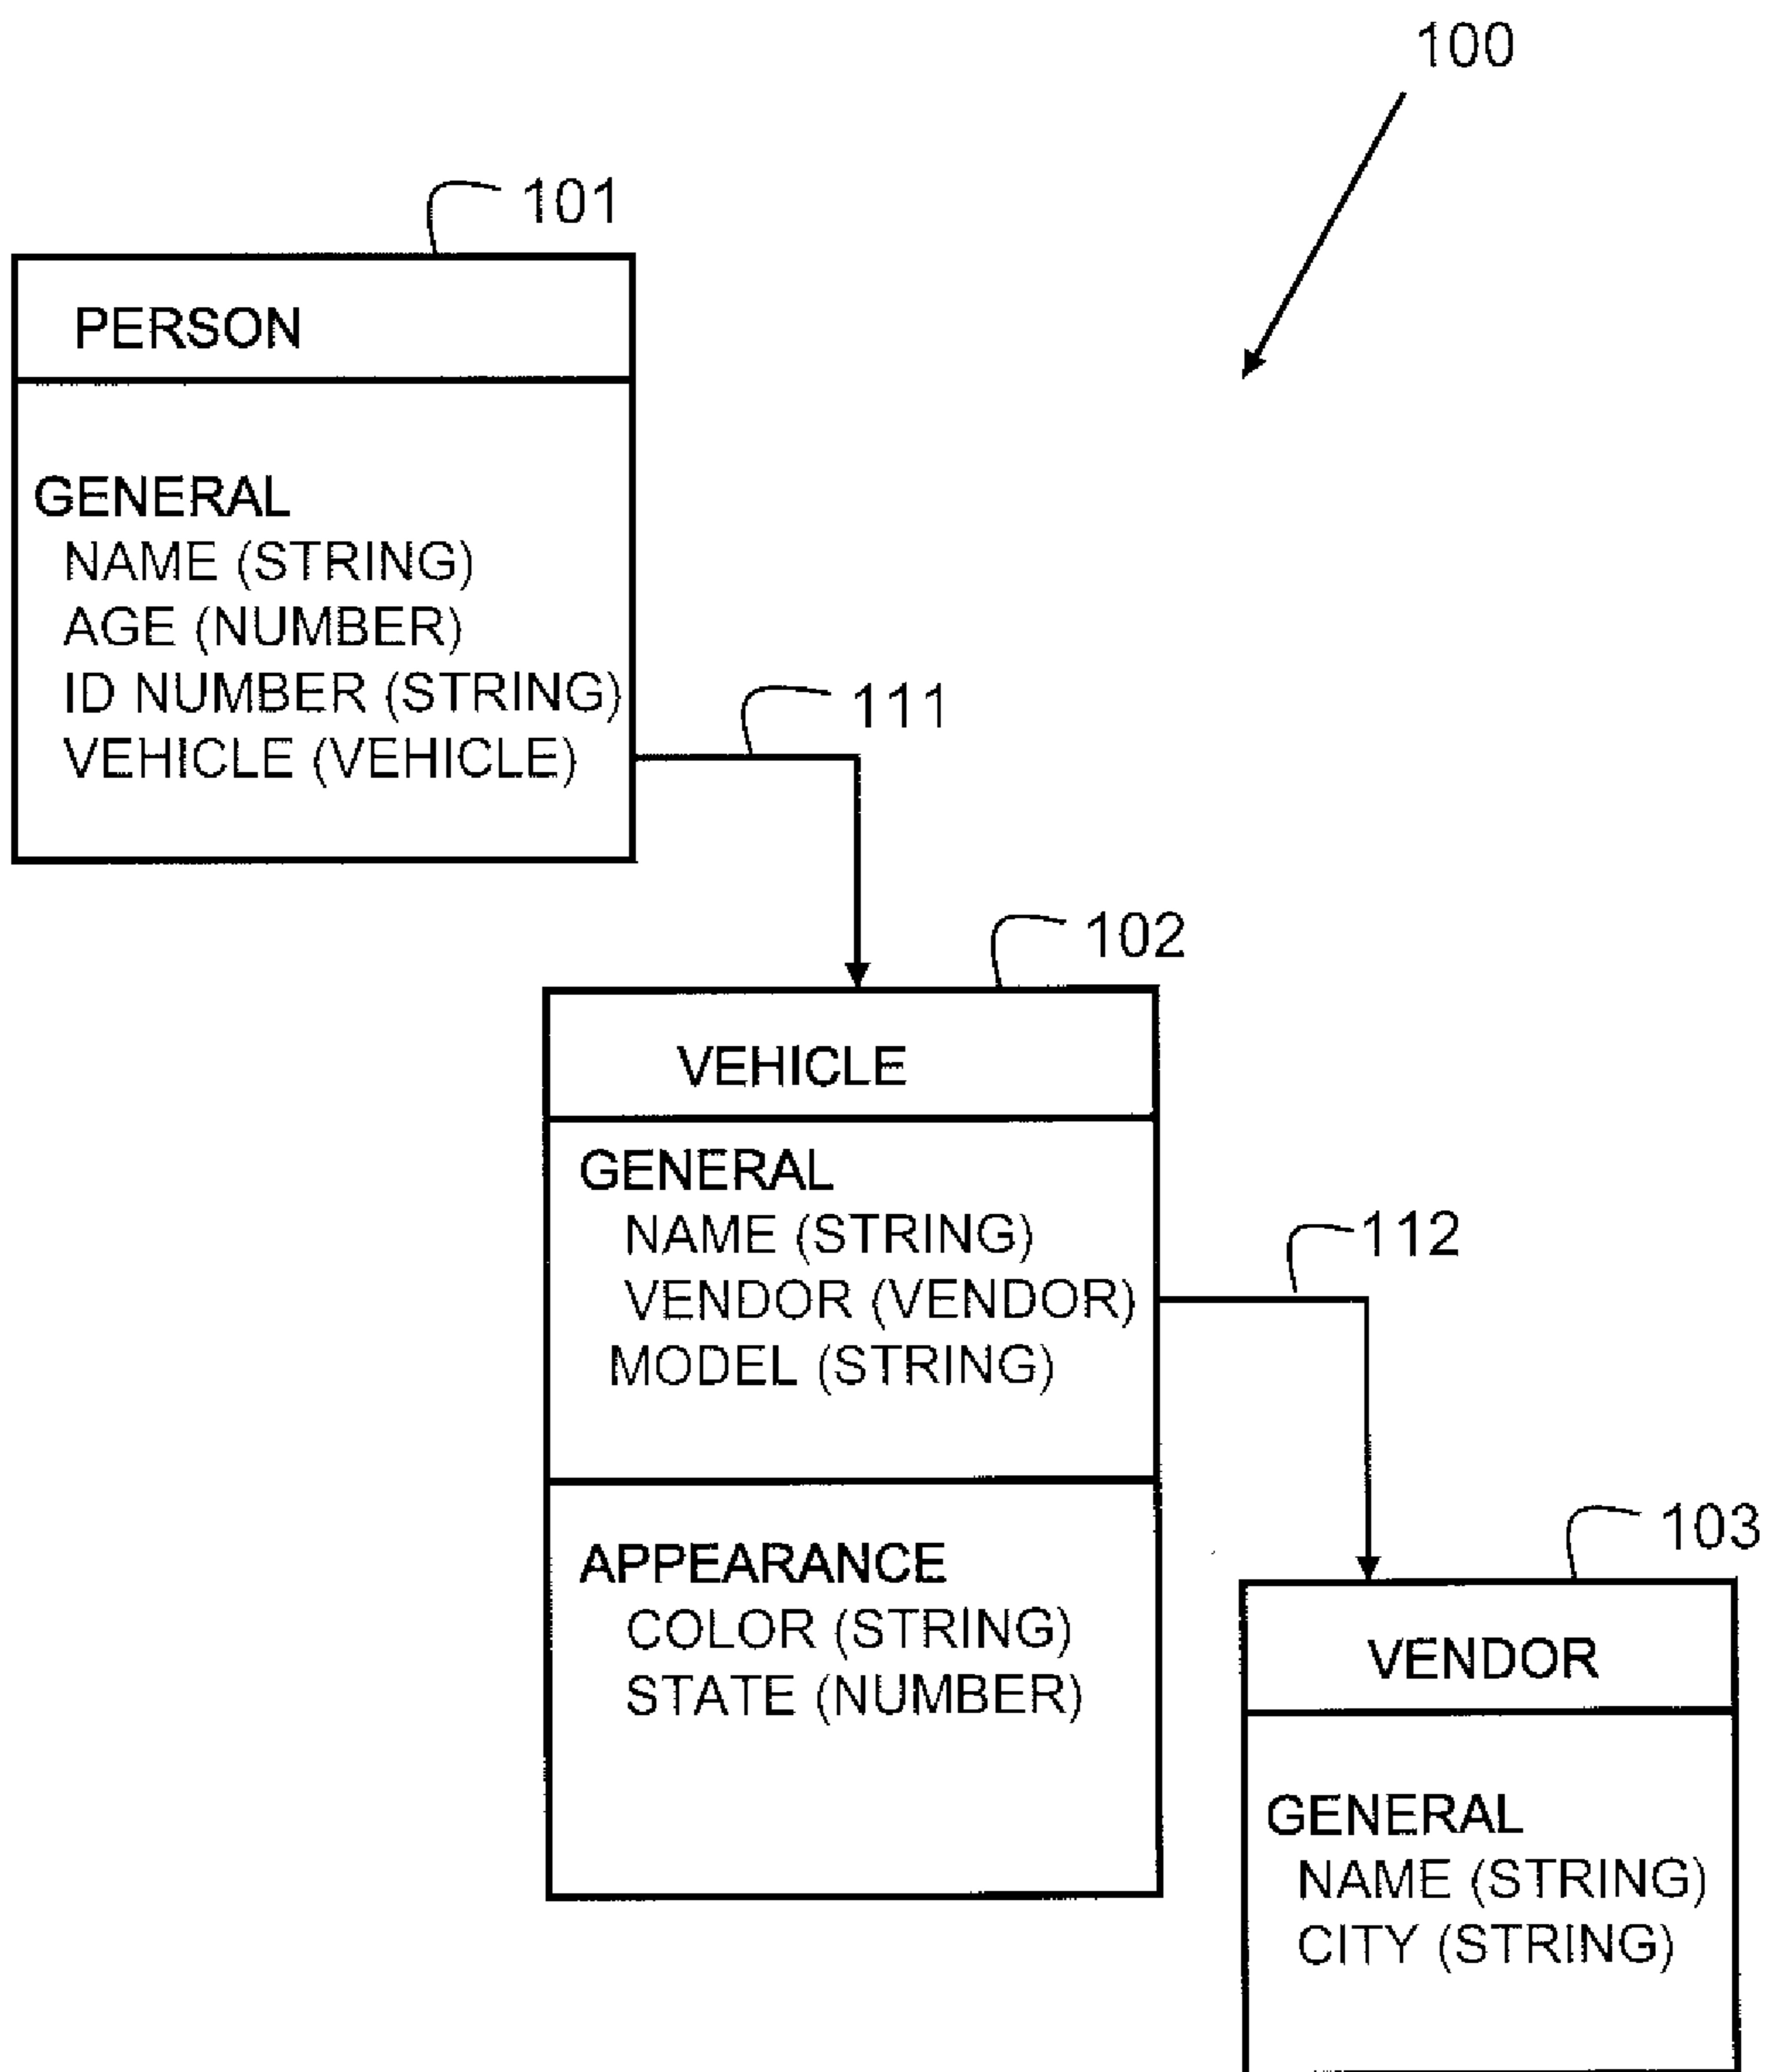 100
101
PERSON
GENERAL
NAME (STRING)
AGE (NUMBER)
ID NUMBER (STRING)
VEHICLE (VEHICLE)
111
102
VEHICLE
GENERAL
NAME (STRING)
VENDOR (VENDOR)
MODEL (STRING)
112
APPEARANCE
COLOR (STRING)
STATE (NUMBER)
103
VENDOR
GENERAL
NAME (STRING)
CITY (STRING)